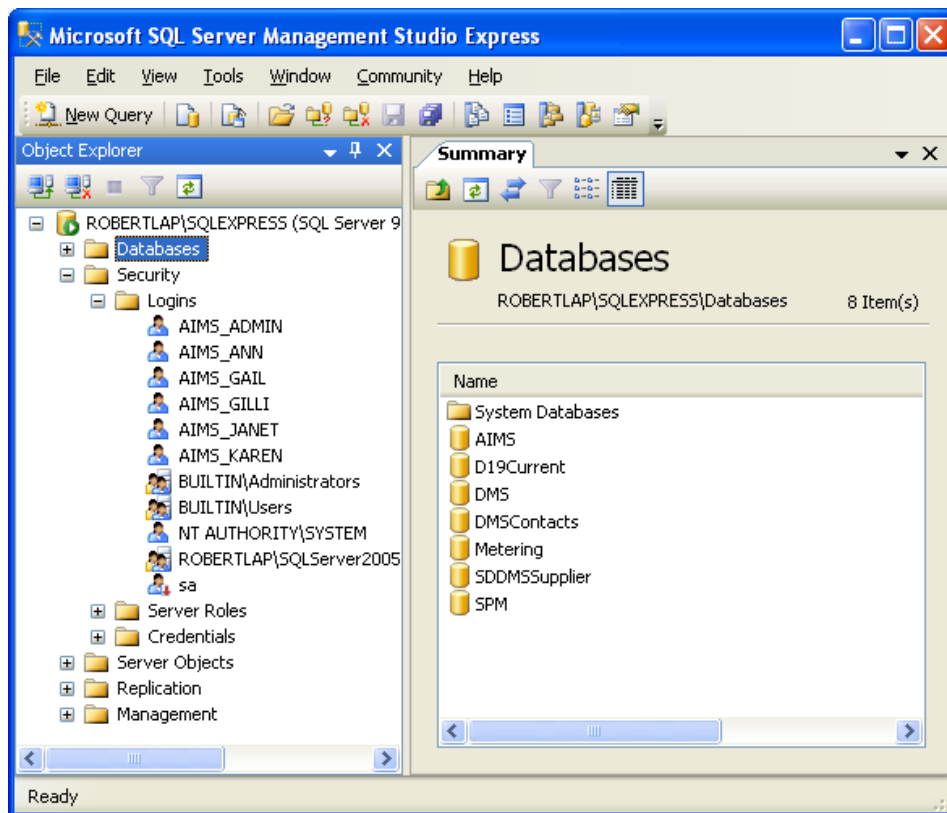 Microsoft SQL Server Management Studio Express
File Edit View Tools Window Community Help
New Query
Object Explorer
ROBERTLAP\SQLEXPRESS (SQL Server 9
Databases
Security
Logins
AIMS_ADMIN
AIMS_ANN
AIMS_GAIL
AIMS_GILLI
AIMS_JANET
AIMS_KAREN
BUILTIN\Administrators
BUILTIN\Users
NT AUTHORITY\SYSTEM
ROBERTLAP\SQLServer2005
sa
Server Roles
Credentials
Server Objects
Replication
Management
Summary
Databases
ROBERTLAP\SQLEXPRESS\Databases 8 Item(s)
Name
System Databases
AIMS
D19Current
DMS
DMSContacts
Metering
SDDMSSupplier
SPM
Ready